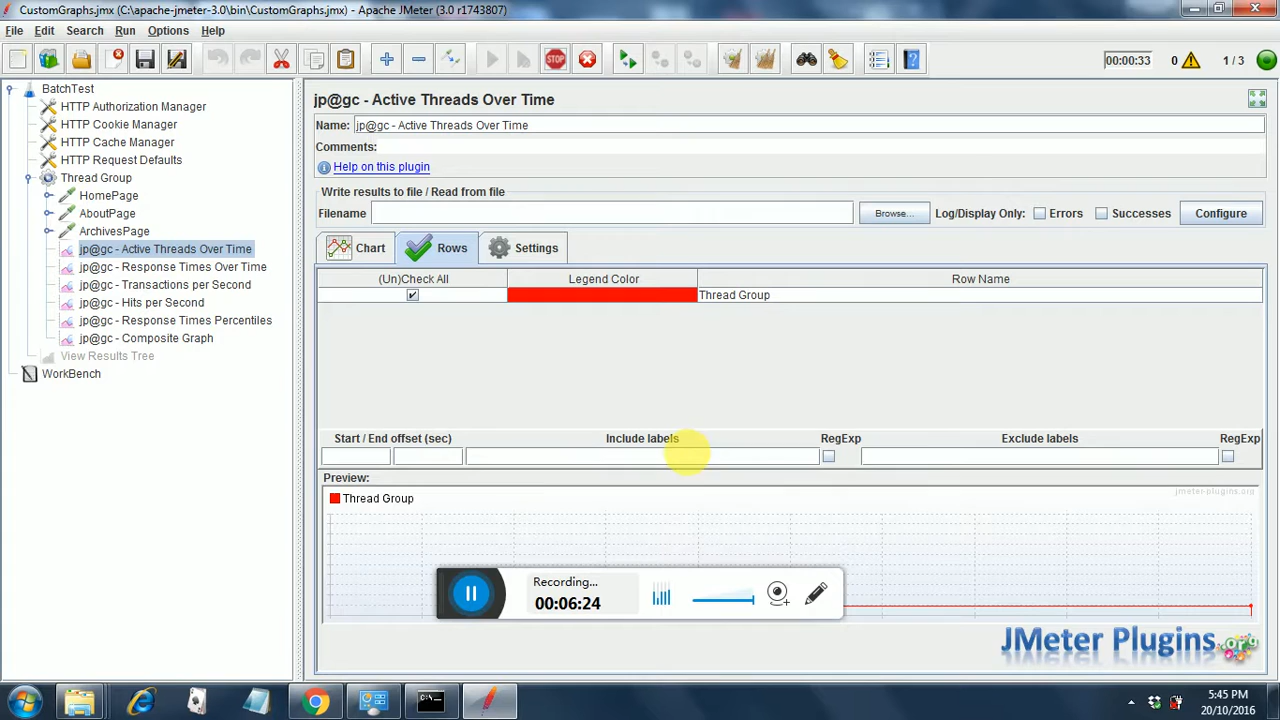 CustomGraphs.jmx (C:\apache-jmeter-3.0\bin\CustomGraphs.jmx) - Apache JMeter (3.0 r1743807)
File Edit Search Run Options Help
00:00:33 0 1 / 3
BatchTest
HTTP Authorization Manager
HTTP Cookie Manager
HTTP Cache Manager
HTTP Request Defaults
Thread Group
HomePage
AboutPage
ArchivesPage
jp@gc - Active Threads Over Time
jp@gc - Response Times Over Time
jp@gc - Transactions per Second
jp@gc - Hits per Second
jp@gc - Response Times Percentiles
jp@gc - Composite Graph
View Results Tree
WorkBench
jp@gc - Active Threads Over Time
Name: jp@gc - Active Threads Over Time
Comments:
Help on this plugin
Write results to file / Read from file
Filename Browse... Log/Display Only: Errors Successes Configure
Chart Rows Settings
(Un)Check All Legend Color Row Name
Thread Group
Start / End offset (sec) Include labels RegExp Exclude labels RegExp
Preview:
Thread Group jmeter-plugins.org
Recording...
00:06:24
JMeter Plugins.org
5:45 PM
20/10/2016